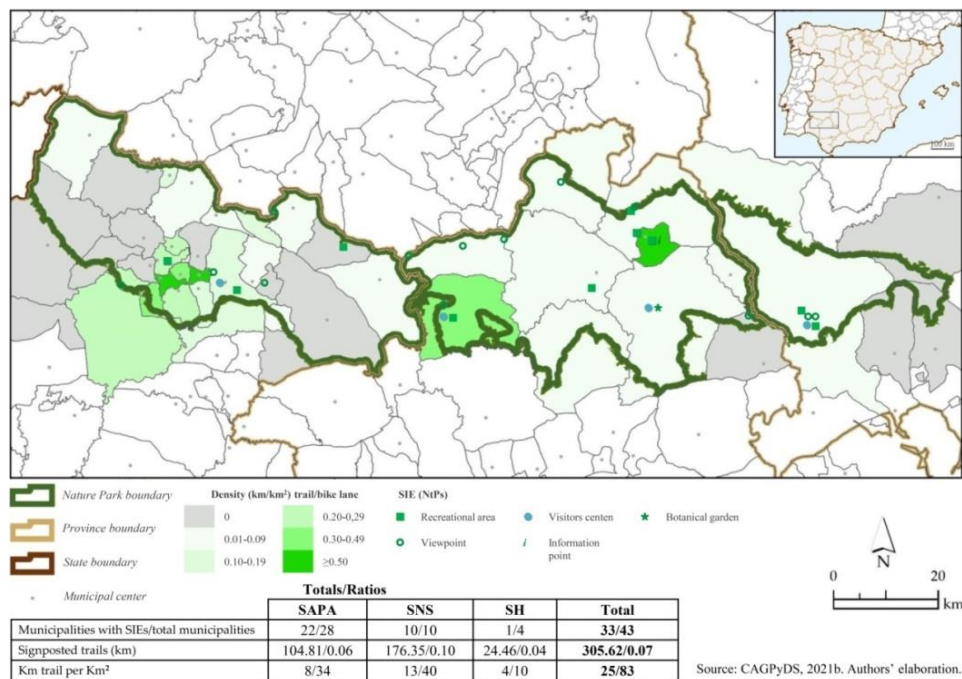 100 km
Nature Park boundary
Province boundary
State boundary
Municipal center
Density (km/km²) trail/bike lane
0
0.01-0.09
0.10-0.19
0.20-0,29
0.30-0.49
≥0.50
SIE (NtPs)
Recreational area
Viewpoint
Visitors centen
i Information
point
Botanical garden
N
0 20
km
Totals/Ratios
SAPA SNS SH Total
Municipalities with SIEs/total municipalities 22/28 10/10 1/4 33/43
Signposted trails (km) 104.81/0.06 176.35/0.10 24.46/0.04 305.62/0.07
Km trail per Km² 8/34 13/40 4/10 25/83
Source: CAGPyDS, 2021b. Authors' elaboration.